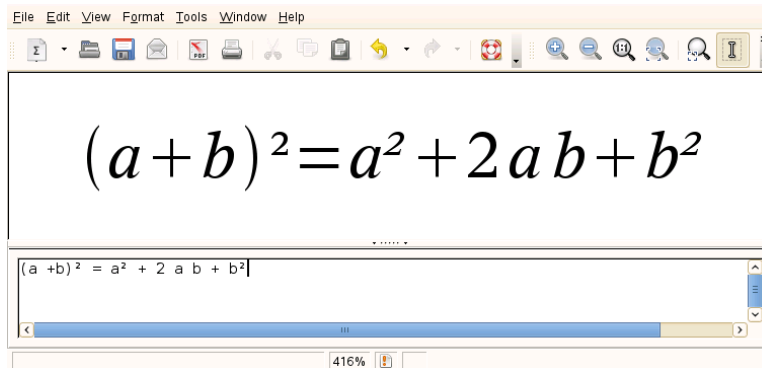 File Edit View Format Tools Window Help
(a+b)²=a²+2ab+b²
(a +b)² = a² + 2 a b + b²
416%